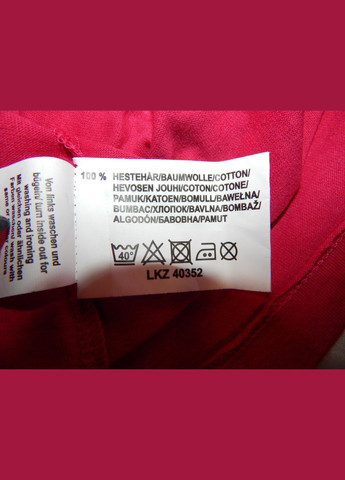 100 % HESTEHÅR/BAUMWOLLE/COTTON/
HEVOSEN JOUHI/COTON/COTONE/
PAMUK/KATOEN/BOMULL/BAWEŁNA/
BUMBAC/ХЛОПОК/BAVLNA/BOMBAŽ/
ALGODÓN/БАВОВНА/PAMUT
40°
LKZ 40352
Von links waschen und
bügeln/turn inside out for
washing and ironing
Mit gleichen oder ähnlichen